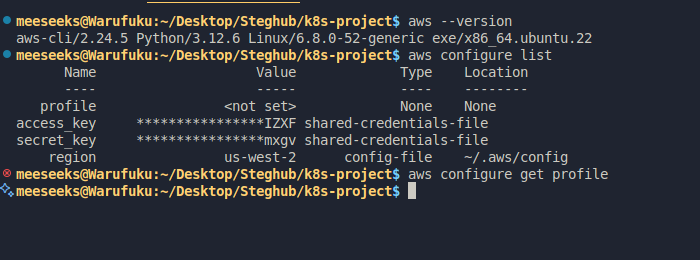 meeseeks@Warufuku:~/Desktop/Steghub/k8s-project$ aws --version
aws-cli/2.24.5 Python/3.12.6 Linux/6.8.0-52-generic exe/x86_64.ubuntu.22
meeseeks@Warufuku:~/Desktop/Steghub/k8s-project$ aws configure list
      Name                    Value             Type    Location
      ----                    -----             ----    --------
   profile                <not set>             None    None
access_key     ****************IZXF shared-credentials-file
secret_key     ****************mxgv shared-credentials-file
    region                us-west-2      config-file    ~/.aws/config
meeseeks@Warufuku:~/Desktop/Steghub/k8s-project$ aws configure get profile
meeseeks@Warufuku:~/Desktop/Steghub/k8s-project$